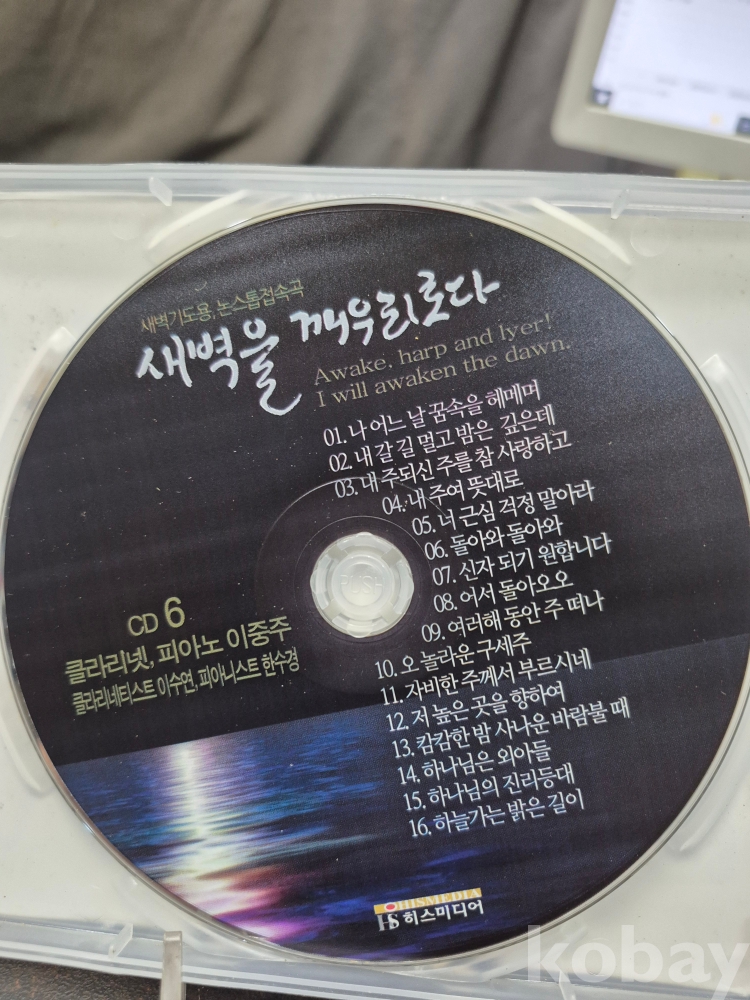 새벽기도용, 논스톱접속곡
새벽을 깨우리로다
Awake, harp and lyer!
I will awaken the dawn.
01. 나 어느 날 꿈속을 헤메며
02. 내 갈 길 멀고 밤은 깊은데
03. 내 주되신 주를 참 사랑하고
04. 내 주여 뜻대로
05. 너 근심 걱정 말아라
06. 돌아와 돌아와
07. 신자 되기 원합니다
08. 어서 돌아오오
09. 여러해 동안 주 떠나
10. 오 놀라운 구세주
11. 자비한 주께서 부르시네
12. 저 높은 곳을 향하여
13. 캄캄한 밤 사나운 바람불 때
14. 하나님은 외아들
15. 하나님의 진리등대
16. 하늘가는 밝은 길이
PUSH
CD 6
클라리넷, 피아노 이중주
클라리네티스트 이수연, 피아니스트 한수경
HISMEDIA
HS 히스미디어
kobay